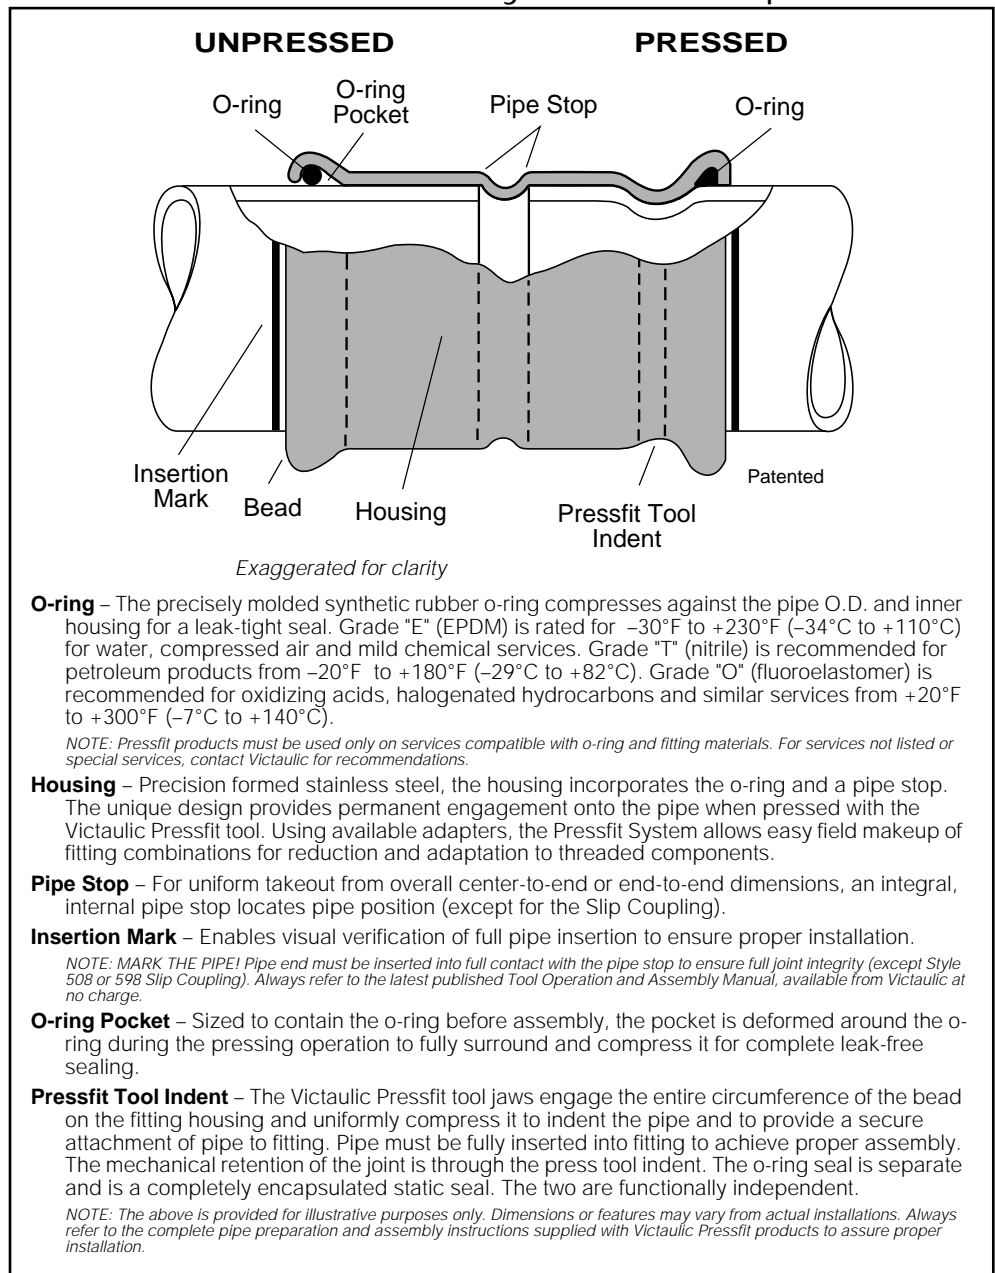 UNPRESSED PRESSED
O-ring
O-ring
Pocket
Pipe Stop
O-ring
Insertion
Mark
Bead
Housing
Pressfit Tool
Indent
Patented
Exaggerated for clarity
O-ring – The precisely molded synthetic rubber o-ring compresses against the pipe O.D. and inner
housing for a leak-tight seal. Grade "E" (EPDM) is rated for –30°F to +230°F (–34°C to +110°C)
for water, compressed air and mild chemical services. Grade "T" (nitrile) is recommended for
petroleum products from –20°F to +180°F (–29°C to +82°C). Grade "O" (fluoroelastomer) is
recommended for oxidizing acids, halogenated hydrocarbons and similar services from +20°F
to +300°F (–7°C to +140°C).
NOTE: Pressfit products must be used only on services compatible with o-ring and fitting materials. For services not listed or
special services, contact Victaulic for recommendations.
Housing – Precision formed stainless steel, the housing incorporates the o-ring and a pipe stop.
The unique design provides permanent engagement onto the pipe when pressed with the
Victaulic Pressfit tool. Using available adapters, the Pressfit System allows easy field makeup of
fitting combinations for reduction and adaptation to threaded components.
Pipe Stop – For uniform takeout from overall center-to-end or end-to-end dimensions, an integral,
internal pipe stop locates pipe position (except for the Slip Coupling).
Insertion Mark – Enables visual verification of full pipe insertion to ensure proper installation.
NOTE: MARK THE PIPE! Pipe end must be inserted into full contact with the pipe stop to ensure full joint integrity (except Style
508 or 598 Slip Coupling). Always refer to the latest published Tool Operation and Assembly Manual, available from Victaulic at
no charge.
O-ring Pocket – Sized to contain the o-ring before assembly, the pocket is deformed around the o-
ring during the pressing operation to fully surround and compress it for complete leak-free
sealing.
Pressfit Tool Indent – The Victaulic Pressfit tool jaws engage the entire circumference of the bead
on the fitting housing and uniformly compress it to indent the pipe and to provide a secure
attachment of pipe to fitting. Pipe must be fully inserted into fitting to achieve proper assembly.
The mechanical retention of the joint is through the press tool indent. The o-ring seal is separate
and is a completely encapsulated static seal. The two are functionally independent.
NOTE: The above is provided for illustrative purposes only. Dimensions or features may vary from actual installations. Always
refer to the complete pipe preparation and assembly instructions supplied with Victaulic Pressfit products to assure proper
installation.